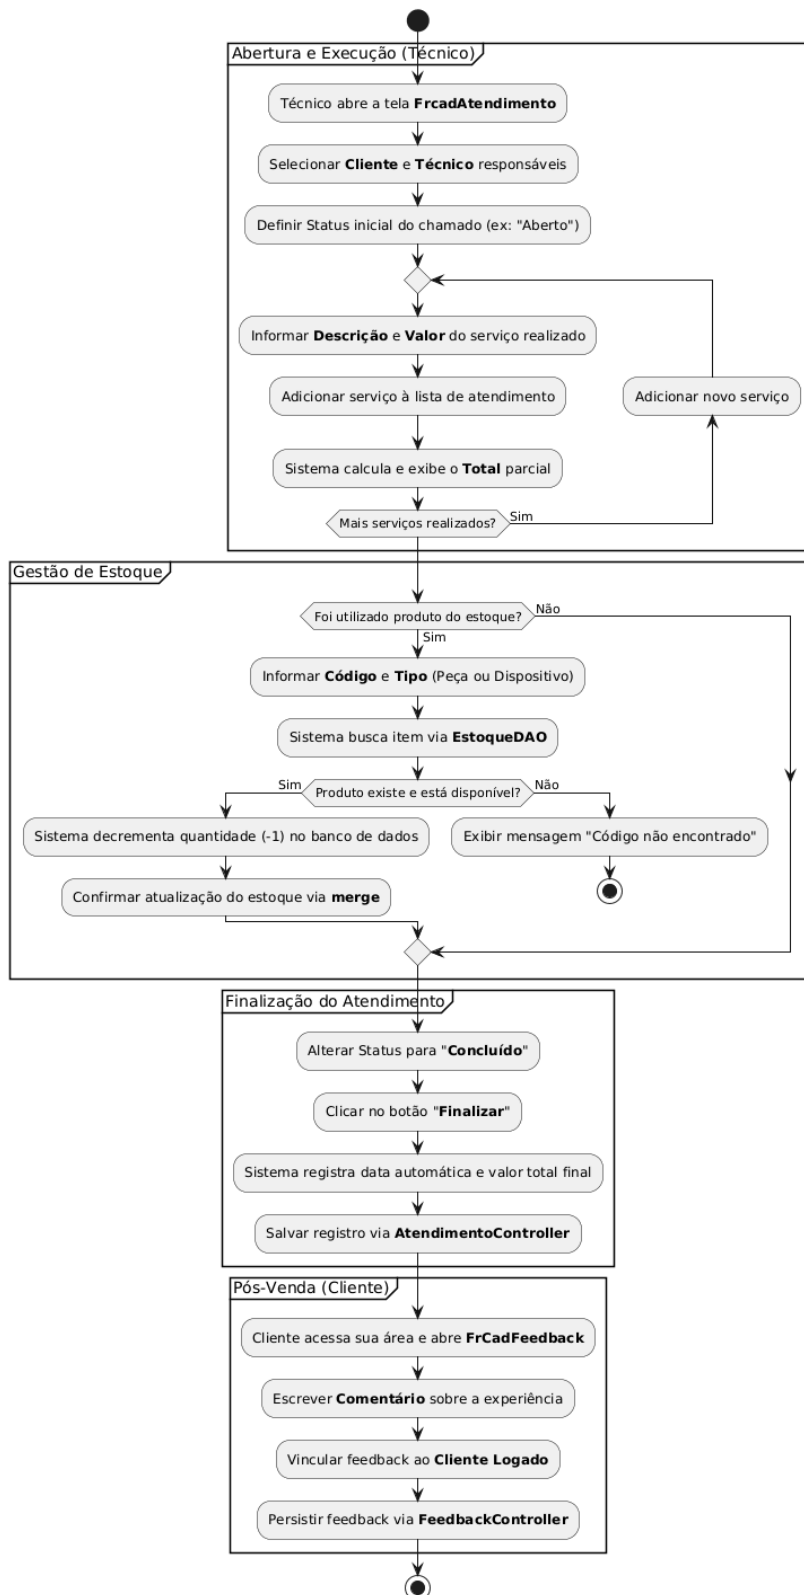 Abertura e Execução (Técnico)
Técnico abre a tela FrcadAtendimento
Selecionar Cliente e Técnico responsáveis
Definir Status inicial do chamado (ex: "Aberto")
Informar Descrição e Valor do serviço realizado
Adicionar serviço à lista de atendimento
Adicionar novo serviço
Sistema calcula e exibe o Total parcial
Mais serviços realizados?
Sim
Gestão de Estoque
Foi utilizado produto do estoque?
Não
Sim
Informar Código e Tipo (Peça ou Dispositivo)
Sistema busca item via EstoqueDAO
Sim
Produto existe e está disponível?
Não
Sistema decrementa quantidade (-1) no banco de dados
Exibir mensagem "Código não encontrado"
Confirmar atualização do estoque via merge
Finalização do Atendimento
Alterar Status para "Concluído"
Clicar no botão "Finalizar"
Sistema registra data automática e valor total final
Salvar registro via AtendimentoController
Pós-Venda (Cliente)
Cliente acessa sua área e abre FrCadFeedback
Escrever Comentário sobre a experiência
Vincular feedback ao Cliente Logado
Persistir feedback via FeedbackController